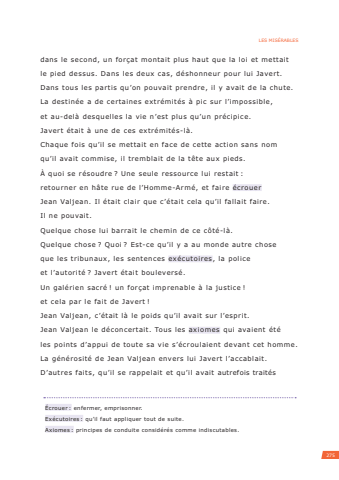 LES MISÉRABLES
dans le second, un forçat montait plus haut que la loi et mettait
le pied dessus. Dans les deux cas, déshonneur pour lui Javert.
Dans tous les partis qu’on pouvait prendre, il y avait de la chute.
La destinée a de certaines extrémités à pic sur l’impossible,
et au-delà desquelles la vie n’est plus qu’un précipice.
Javert était à une de ces extrémités-là.
Chaque fois qu’il se mettait en face de cette action sans nom
qu’il avait commise, il tremblait de la tête aux pieds.
À quoi se résoudre ? Une seule ressource lui restait :
retourner en hâte rue de l’Homme-Armé, et faire écrouer
Jean Valjean. Il était clair que c’était cela qu’il fallait faire.
Il ne pouvait.
Quelque chose lui barrait le chemin de ce côté-là.
Quelque chose ? Quoi ? Est-ce qu’il y a au monde autre chose
que les tribunaux, les sentences exécutoires, la police
et l’autorité ? Javert était bouleversé.
Un galérien sacré ! un forçat imprenable à la justice !
et cela par le fait de Javert !
Jean Valjean, c’était là le poids qu’il avait sur l’esprit.
Jean Valjean le déconcertait. Tous les axiomes qui avaient été
les points d’appui de toute sa vie s’écroulaient devant cet homme.
La générosité de Jean Valjean envers lui Javert l’accablait.
D’autres faits, qu’il se rappelait et qu’il avait autrefois traités
Écrouer : enfermer, emprisonner.
Exécutoires : qu’il faut appliquer tout de suite.
Axiomes : principes de conduite considérés comme indiscutables.
275